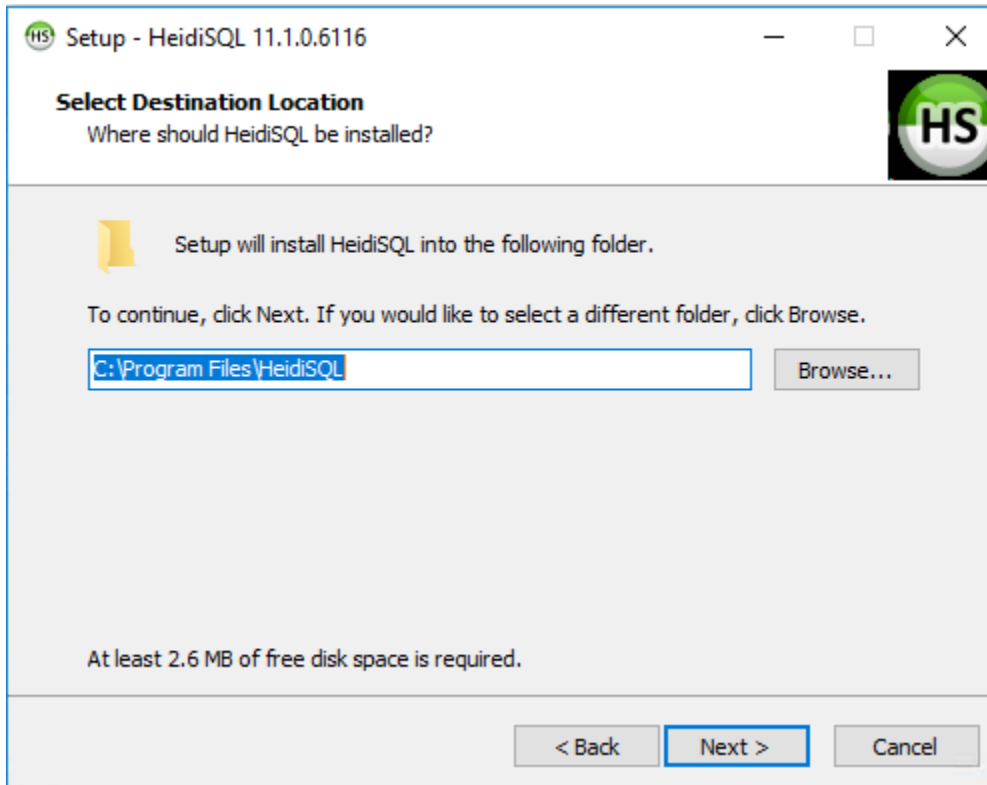 HS Setup - HeidiSQL 11.1.0.6116
Select Destination Location
Where should HeidiSQL be installed?
HS
Setup will install HeidiSQL into the following folder.
To continue, click Next. If you would like to select a different folder, click Browse.
C:\Program Files\HeidiSQL
Browse...
At least 2.6 MB of free disk space is required.
< Back
Next >
Cancel